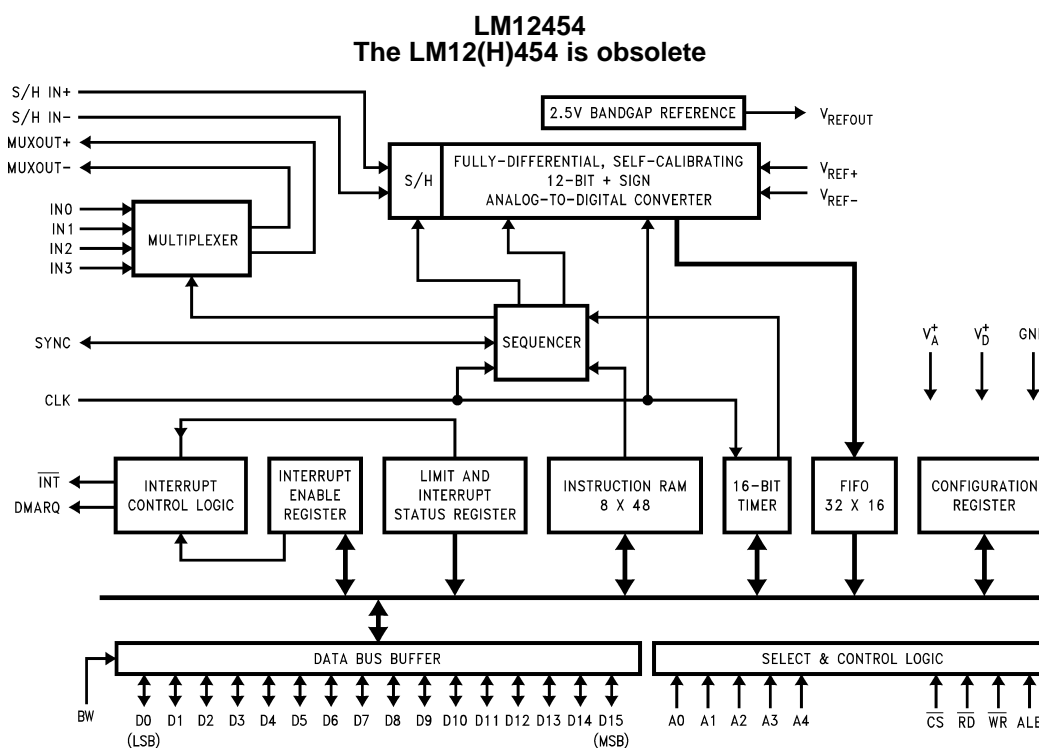 LM12454
The LM12(H)454 is obsolete
S/H IN+
S/H IN-
MUXOUT+
MUXOUT-
IN0
IN1
IN2
IN3
MULTIPLEXER
2.5V BANDGAP REFERENCE
VREFOUT
S/H
FULLY-DIFFERENTIAL, SELF-CALIBRATING
12-BIT + SIGN
ANALOG-TO-DIGITAL CONVERTER
VREF+
VREF-
SYNC
SEQUENCER
CLK
V+A
V+D
GN
INT
DMARQ
INTERRUPT
CONTROL LOGIC
INTERRUPT
ENABLE
REGISTER
LIMIT AND
INTERRUPT
STATUS REGISTER
INSTRUCTION RAM
8 X 48
16-BIT
TIMER
FIFO
32 X 16
CONFIGURATION
REGISTER
DATA BUS BUFFER
SELECT & CONTROL LOGIC
BW
D0 D1 D2 D3 D4 D5 D6 D7 D8 D9 D10 D11 D12 D13 D14 D15
(LSB) (MSB)
A0 A1 A2 A3 A4
CS RD WR ALE